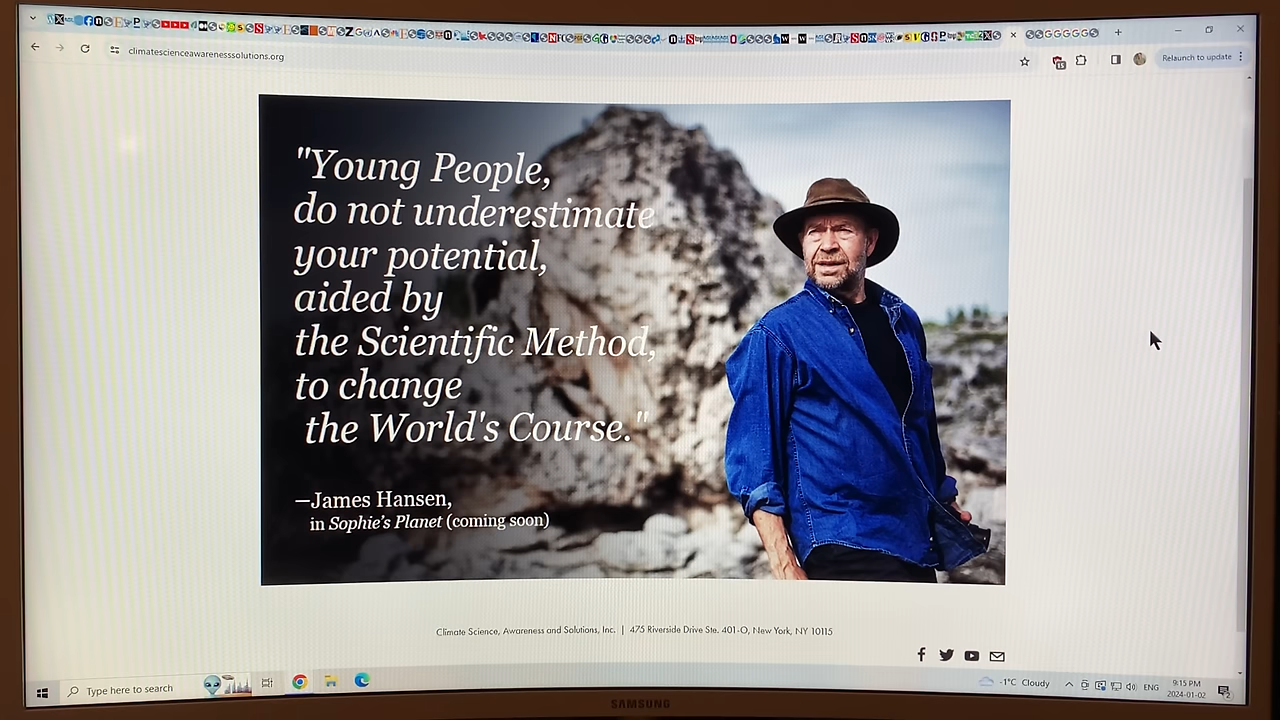 climatescienceawarenesssolutions.org
Relaunch to update
"Young People,
do not underestimate
your potential,
aided by
the Scientific Method,
to change
the World's Course."
—James Hansen,
in Sophie's Planet (coming soon)
Climate Science, Awareness and Solutions, Inc. | 475 Riverside Drive Ste. 401-O, New York, NY 10115
Type here to search
-1°C Cloudy
ENG
9:15 PM
2024-01-02
SAMSUNG